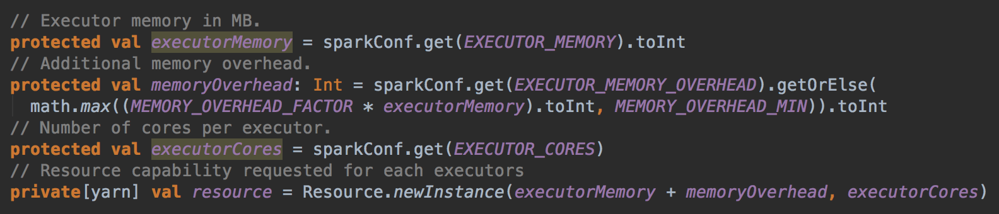 // Executor memory in MB.
protected val executorMemory = sparkConf.get(EXECUTOR_MEMORY).toInt
// Additional memory overhead.
protected val memoryOverhead: Int = sparkConf.get(EXECUTOR_MEMORY_OVERHEAD).getOrElse(
  math.max((MEMORY_OVERHEAD_FACTOR * executorMemory).toInt, MEMORY_OVERHEAD_MIN)).toInt
// Number of cores per executor.
protected val executorCores = sparkConf.get(EXECUTOR_CORES)
// Resource capability requested for each executors
private[yarn] val resource = Resource.newInstance(executorMemory + memoryOverhead, executorCores)